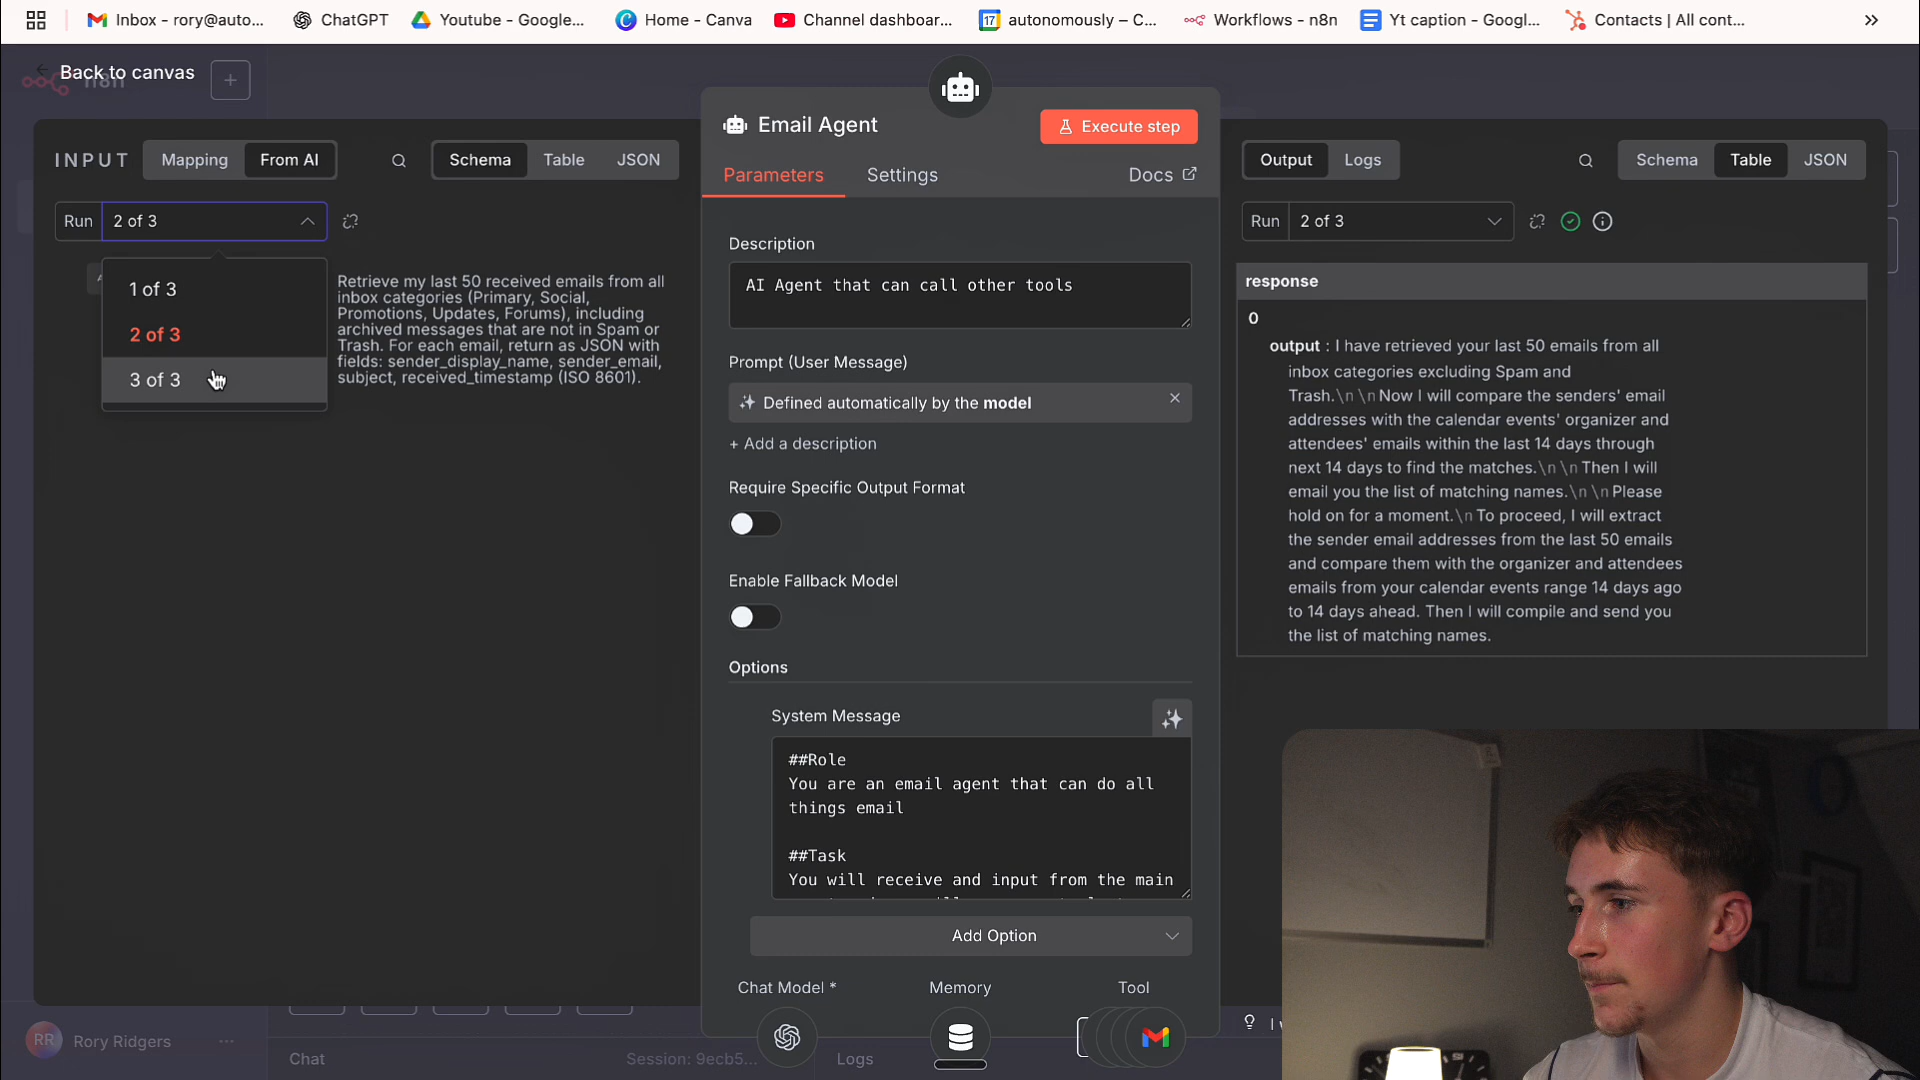 Inbox - rory@auto...
ChatGPT
Youtube - Google...
Home - Canva
Channel dashboar...
17
autonomously – C...
Workflows - n8n
Yt caption - Googl...
Contacts | All cont...
Back to canvas
n8n
Email Agent
Execute step
Parameters
Settings
Docs
INPUT
Mapping
From AI
Schema
Table
JSON
Run
2 of 3
1 of 3
2 of 3
3 of 3
Retrieve my last 50 received emails from all
inbox categories (Primary, Social,
Promotions, Updates, Forums), including
archived messages that are not in Spam or
Trash. For each email, return as JSON with
fields: sender_display_name, sender_email,
subject, received_timestamp (ISO 8601).
Description
AI Agent that can call other tools
Prompt (User Message)
Defined automatically by the model
+ Add a description
Require Specific Output Format
Enable Fallback Model
Options
System Message
##Role
You are an email agent that can do all
things email
##Task
You will receive and input from the main
Add Option
Chat Model *
Memory
Tool
Output
Logs
Schema
Table
JSON
Run
2 of 3
response
0
output : I have retrieved your last 50 emails from all
inbox categories excluding Spam and
Trash.\n\nNow I will compare the senders' email
addresses with the calendar events' organizer and
attendees' emails within the last 14 days through
next 14 days to find the matches.\n\nThen I will
email you the list of matching names.\n\nPlease
hold on for a moment.\nTo proceed, I will extract
the sender email addresses from the last 50 emails
and compare them with the organizer and attendees
emails from your calendar events range 14 days ago
to 14 days ahead. Then I will compile and send you
the list of matching names.
RR
Rory Ridgers
Chat
Session: 9ecb5...
Logs